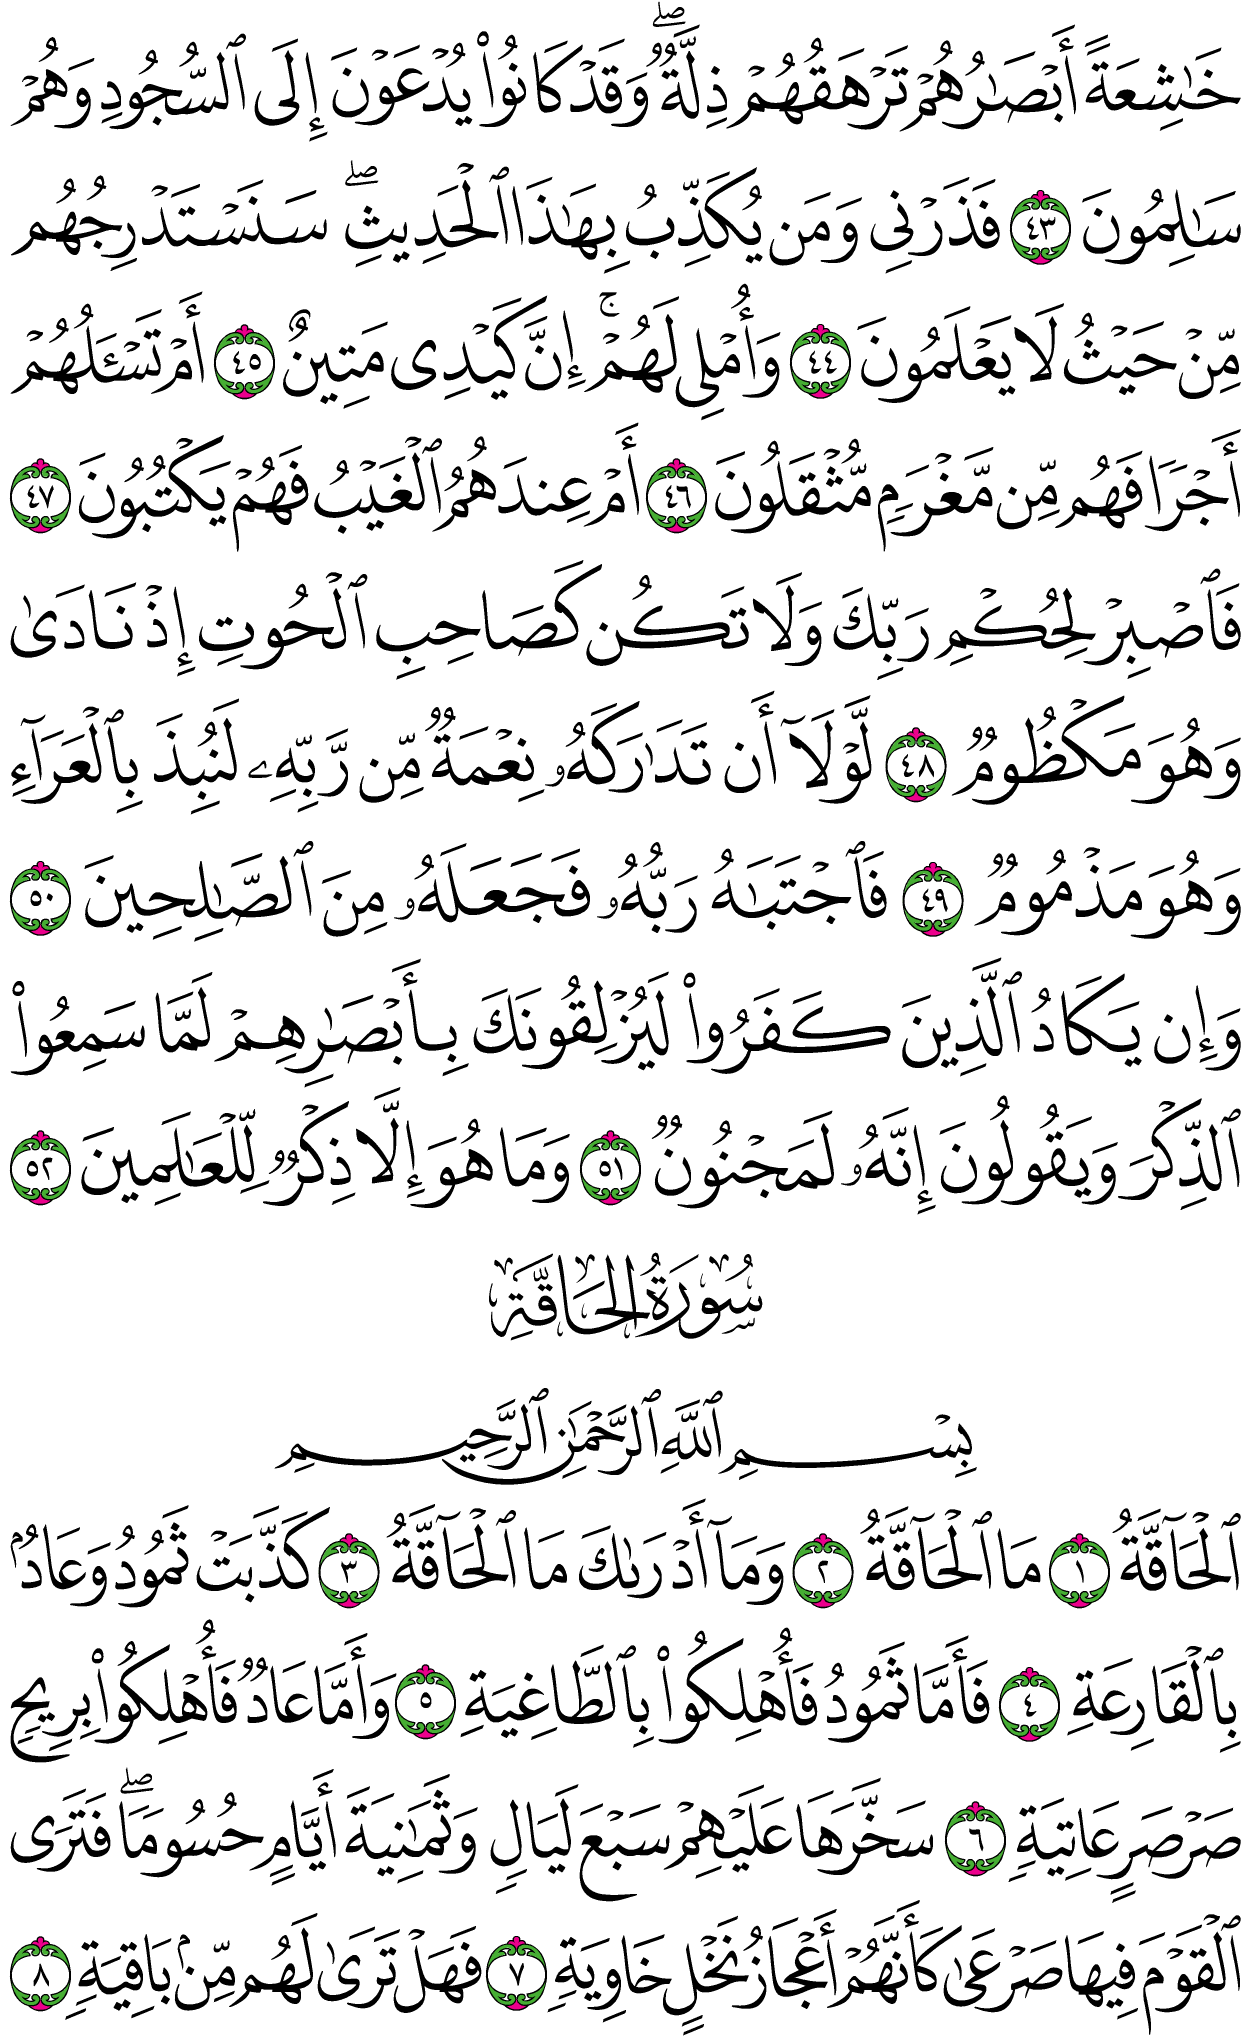 خَٰشِعَةً أَبۡصَٰرُهُمۡ تَرۡهَقُهُمۡ ذِلَّةٞۖ وَقَدۡ كَانُواْ يُدۡعَوۡنَ إِلَى ٱلسُّجُودِ وَهُمۡ
سَٰلِمُونَ ٤٣ فَذَرۡنِي وَمَن يُكَذِّبُ بِهَٰذَا ٱلۡحَدِيثِۖ سَنَسۡتَدۡرِجُهُم
مِّنۡ حَيۡثُ لَا يَعۡلَمُونَ ٤٤ وَأُمۡلِي لَهُمۡۚ إِنَّ كَيۡدِي مَتِينٌ ٤٥ أَمۡ تَسۡـَٔلُهُمۡ
أَجۡرٗا فَهُم مِّن مَّغۡرَمٖ مُّثۡقَلُونَ ٤٦ أَمۡ عِندَهُمُ ٱلۡغَيۡبُ فَهُمۡ يَكۡتُبُونَ ٤٧
فَٱصۡبِرۡ لِحُكۡمِ رَبِّكَ وَلَا تَكُن كَصَاحِبِ ٱلۡحُوتِ إِذۡ نَادَىٰ
وَهُوَ مَكۡظُومٞ ٤٨ لَّوۡلَآ أَن تَدَٰرَكَهُۥ نِعۡمَةٞ مِّن رَّبِّهِۦ لَنُبِذَ بِٱلۡعَرَآءِ
وَهُوَ مَذۡمُومٞ ٤٩ فَٱجۡتَبَٰهُ رَبُّهُۥ فَجَعَلَهُۥ مِنَ ٱلصَّٰلِحِينَ ٥٠
وَإِن يَكَادُ ٱلَّذِينَ كَفَرُواْ لَيُزۡلِقُونَكَ بِأَبۡصَٰرِهِمۡ لَمَّا سَمِعُواْ
ٱلذِّكۡرَ وَيَقُولُونَ إِنَّهُۥ لَمَجۡنُونٞ ٥١ وَمَا هُوَ إِلَّا ذِكۡرٞ لِّلۡعَٰلَمِينَ ٥٢
سُورَةُ الحَاقَّةِ
بِسۡمِ ٱللَّهِ ٱلرَّحۡمَٰنِ ٱلرَّحِيمِ
ٱلۡحَآقَّةُ ١ مَا ٱلۡحَآقَّةُ ٢ وَمَآ أَدۡرَىٰكَ مَا ٱلۡحَآقَّةُ ٣ كَذَّبَتۡ ثَمُودُ وَعَادُۢ
بِٱلۡقَارِعَةِ ٤ فَأَمَّا ثَمُودُ فَأُهۡلِكُواْ بِٱلطَّاغِيَةِ ٥ وَأَمَّا عَادٞ فَأُهۡلِكُواْ بِرِيحٖ
صَرۡصَرٍ عَاتِيَةٖ ٦ سَخَّرَهَا عَلَيۡهِمۡ سَبۡعَ لَيَالٖ وَثَمَٰنِيَةَ أَيَّامٍ حُسُومٗاۖ فَتَرَى
ٱلۡقَوۡمَ فِيهَا صَرۡعَىٰ كَأَنَّهُمۡ أَعۡجَازُ نَخۡلٍ خَاوِيَةٖ ٧ فَهَلۡ تَرَىٰ لَهُم مِّنۢ بَاقِيَةٖ ٨